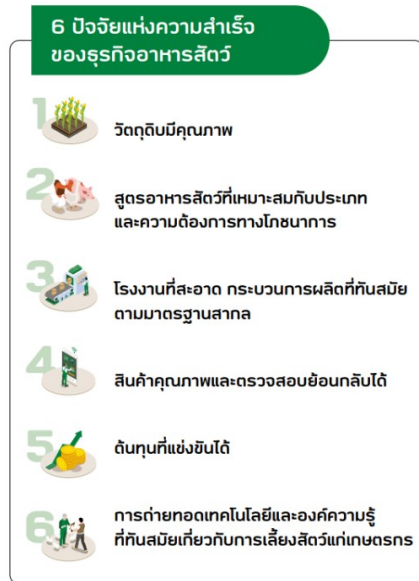 6 ปัจจัยแห่งความสำเร็จ
ของธุรกิจอาหารสัตว์
1
วัตถุดิบมีคุณภาพ
2
สูตรอาหารสัตว์ที่เหมาะสมกับประเภท
และความต้องการทางโภชนาการ
3
โรงงานที่สะอาด กระบวนการผลิตที่ทันสมัย
ตามมาตรฐานสากล
4
สินค้าคุณภาพและตรวจสอบย้อนกลับได้
5
ต้นทุนที่แข่งขันได้
6
การถ่ายทอดเทคโนโลยีและองค์ความรู้
ที่ทันสมัยเกี่ยวกับการเลี้ยงสัตว์แก่เกษตรกร